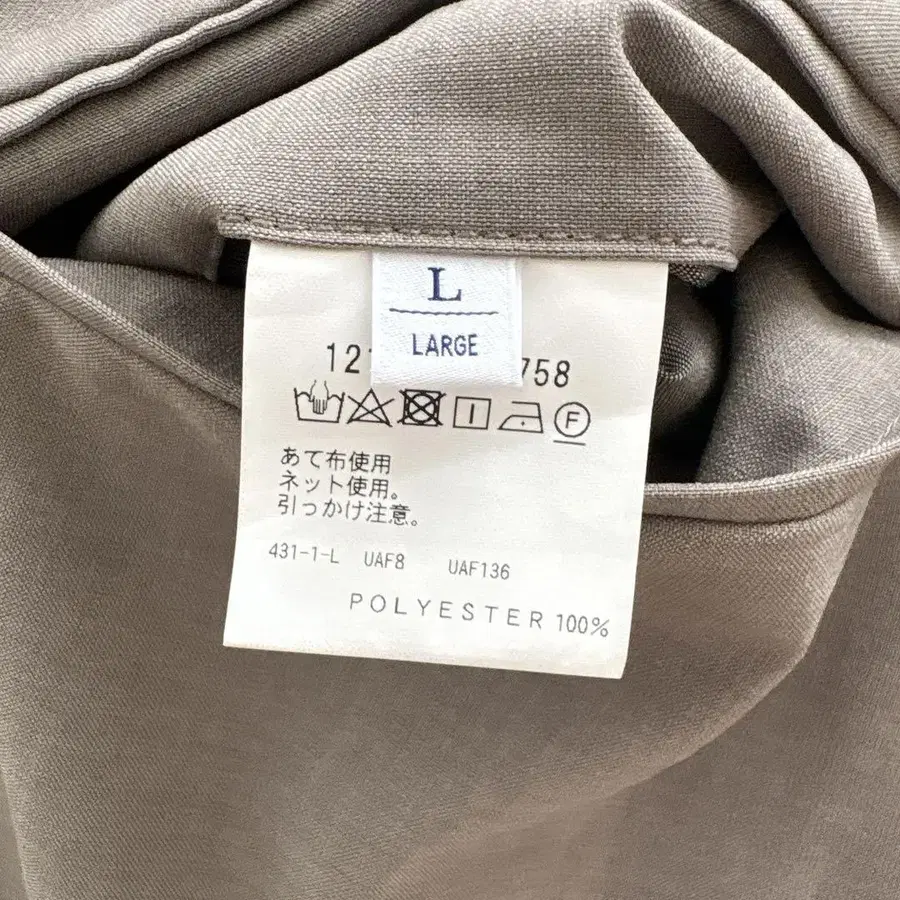 L
LARGE
758
F
あて布使用
ネット使用。
引っかけ注意。
431-1-L UAF8 UAF136
POLYESTER 100%